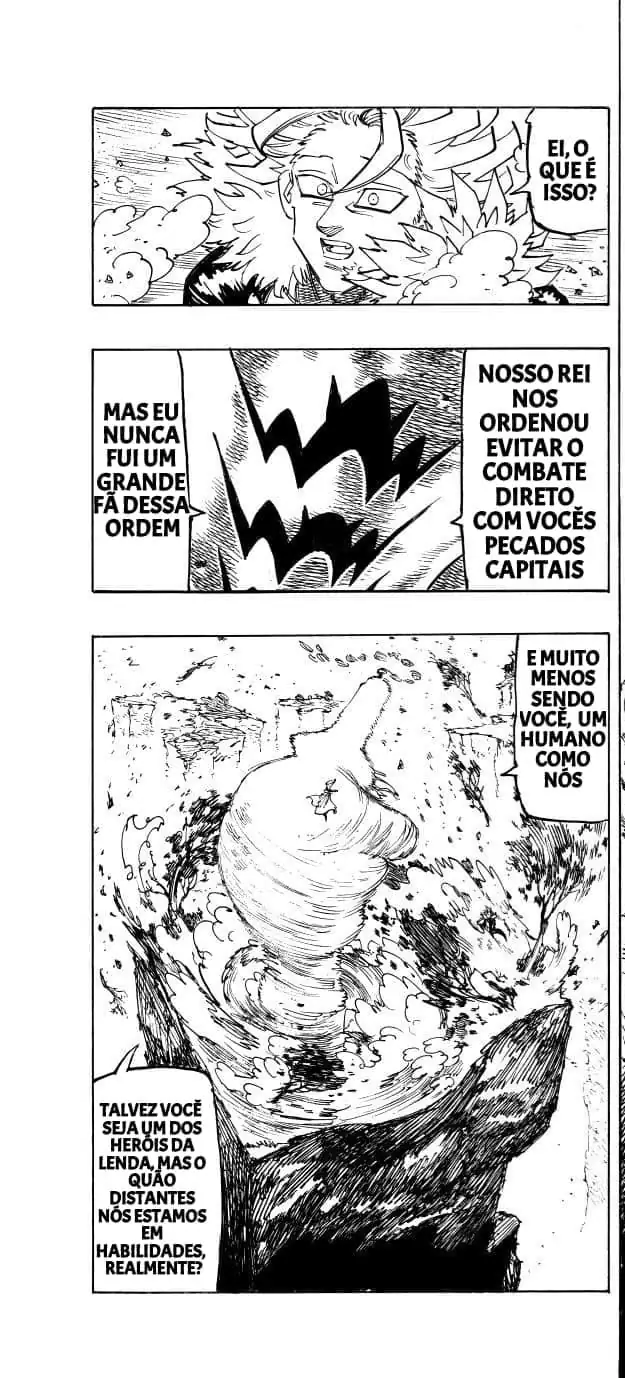 EI, O
QUE É
ISSO?
NOSSO REI
NOS
ORDENOU
EVITAR O
COMBATE
DIRETO
COM VOCÊS
PECADOS
CAPITAIS
MAS EU
NUNCA
FUI UM
GRANDE
FÃ DESSA
ORDEM
E MUITO
MENOS
SENDO
VOCÊ, UM
HUMANO
COMO
NÓS
TALVEZ VOCÊ
SEJA UM DOS
HERÓIS DA
LENDA, MAS O
QUÃO
DISTANTES
NÓS ESTAMOS
EM
HABILIDADES,
REALMENTE?